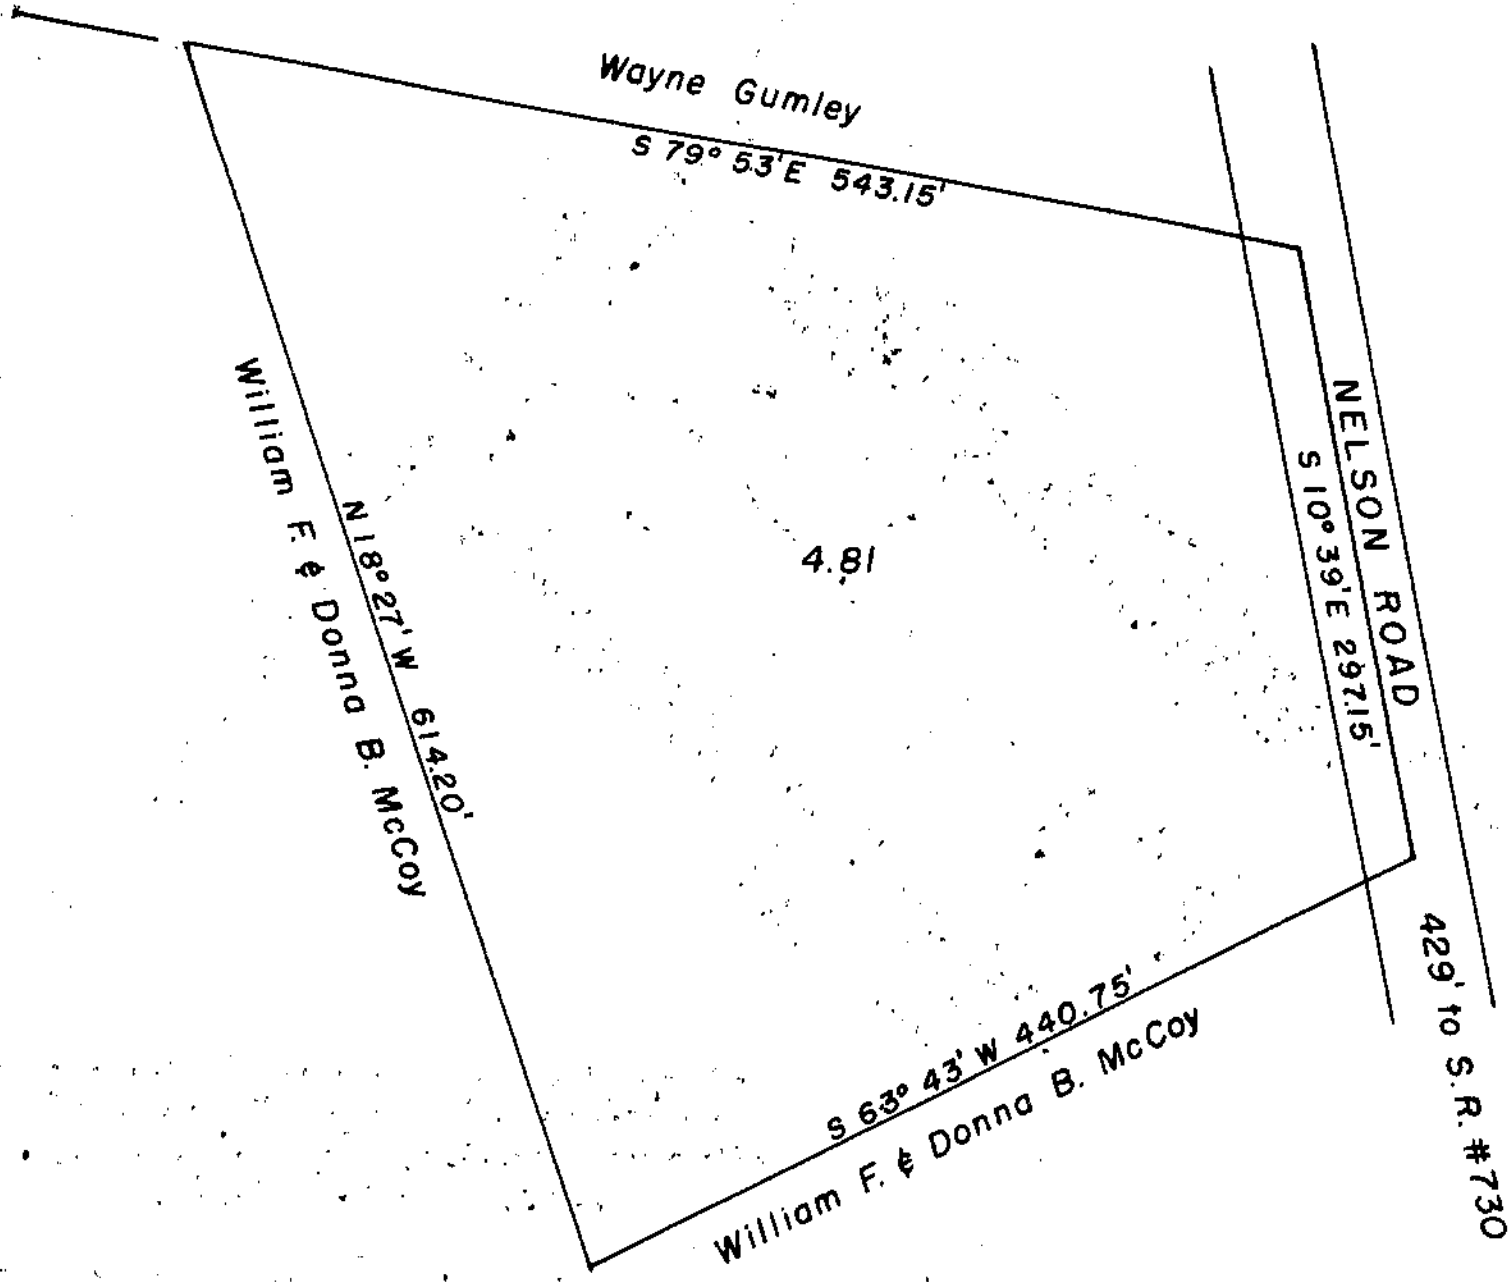 Wayne Gumley
S 79° 53' E 543.15'
NELSON ROAD
S 10° 39' E 297.15'
William F. & Donna B. McCoy
N 18° 27' W 614.20'
4.81
S 63° 43' W 440.75'
William F. & Donna B. McCoy
429' to S.R. #730